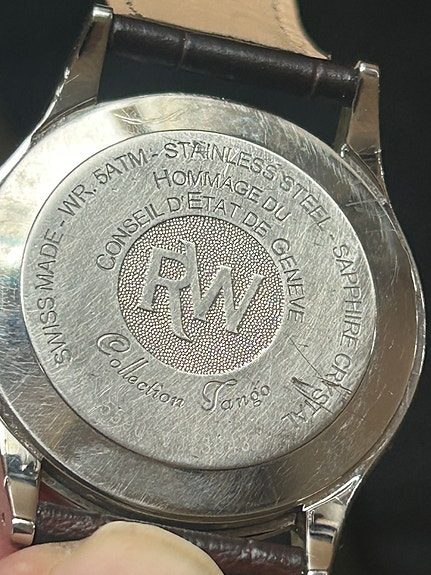 SWISS MADE - WR. 5ATM - STAINLESS STEEL - SAPPHIRE CRYSTAL
HOMMAGE DU
CONSEIL D'ETAT DE GENEVE
RW
Collection Tango